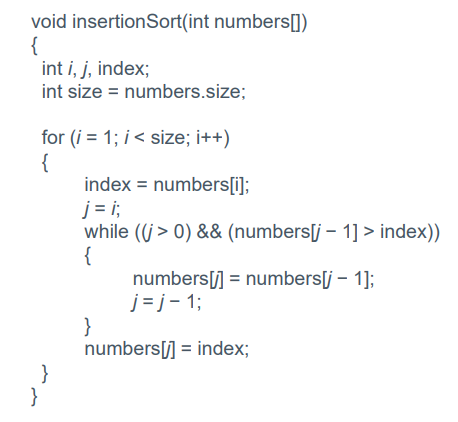 void insertionSort(int numbers[])
{
int i, j, index;
int size = numbers.size;
for (i = 1; i < size; i++)
{
index = numbers[i];
j = i;
while ((j > 0) && (numbers[j − 1] > index))
{
numbers[j] = numbers[j − 1];
j = j − 1;
}
numbers[j] = index;
}
}